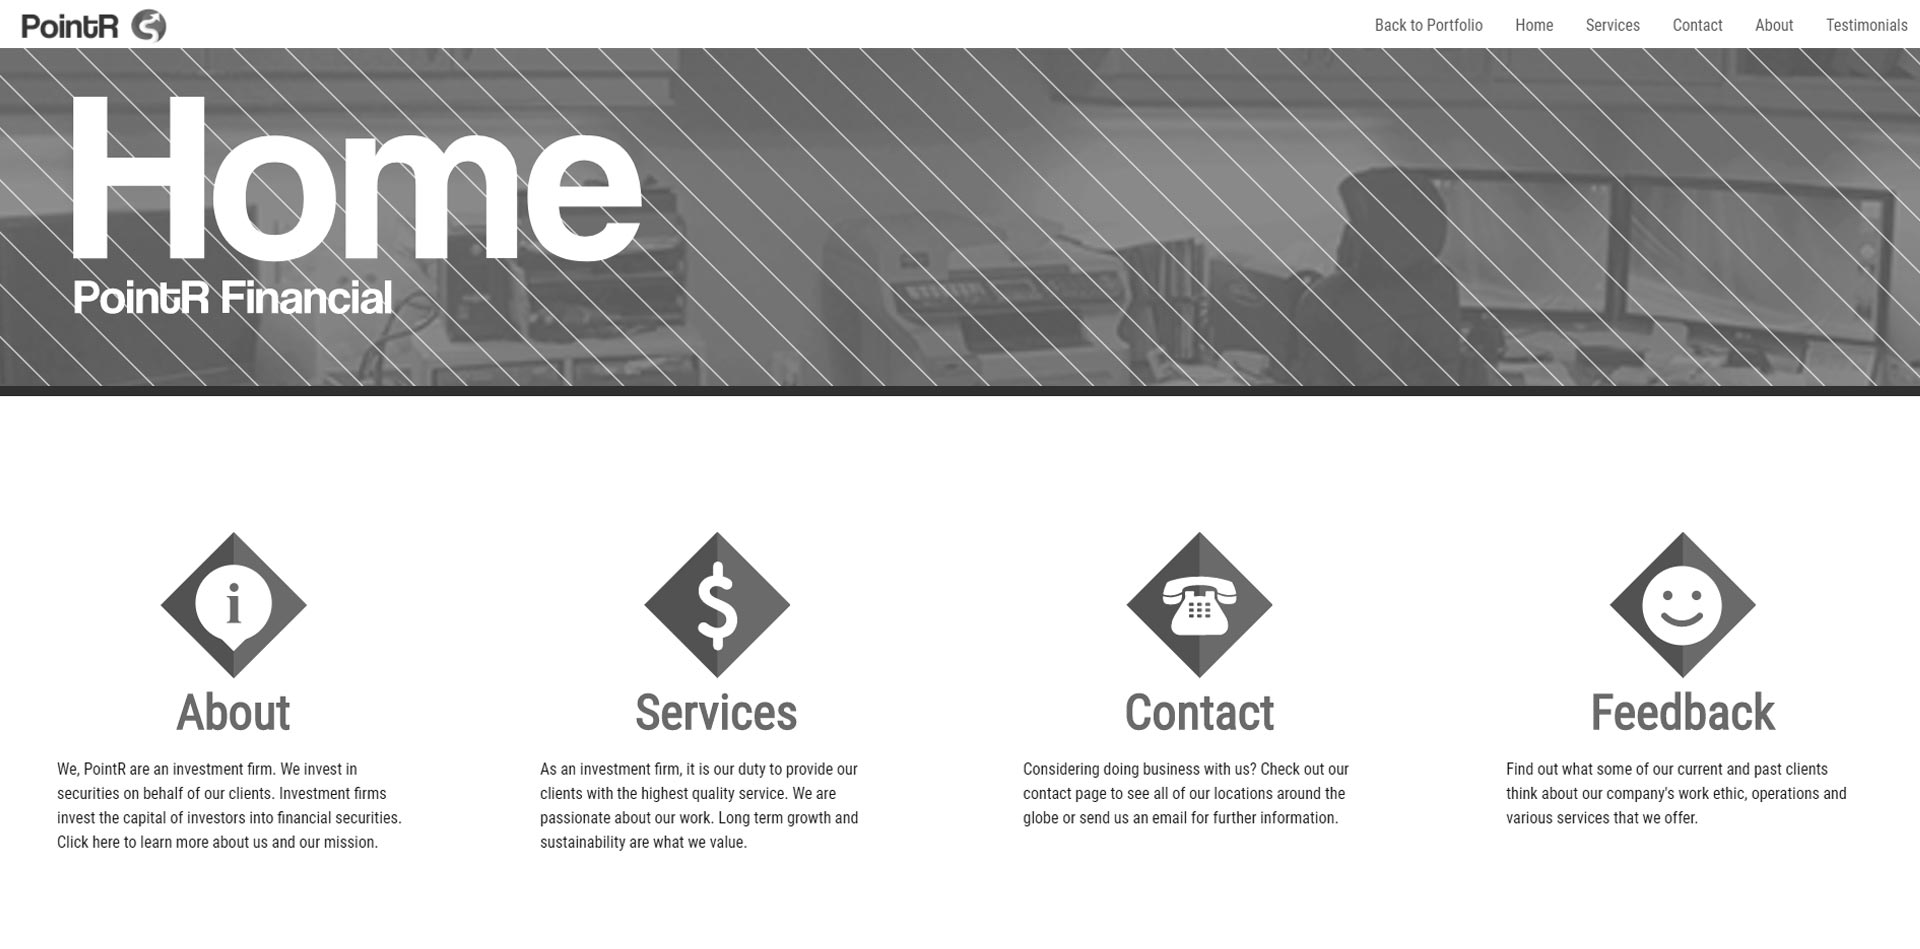 PointR
Back to Portfolio Home Services Contact About Testimonials
Home
PointR Financial
i
$
About
We, PointR are an investment firm. We invest in
securities on behalf of our clients. Investment firms
invest the capital of investors into financial securities.
Click here to learn more about us and our mission.
Services
As an investment firm, it is our duty to provide our
clients with the highest quality service. We are
passionate about our work. Long term growth and
sustainability are what we value.
Contact
Considering doing business with us? Check out our
contact page to see all of our locations around the
globe or send us an email for further information.
Feedback
Find out what some of our current and past clients
think about our company's work ethic, operations and
various services that we offer.